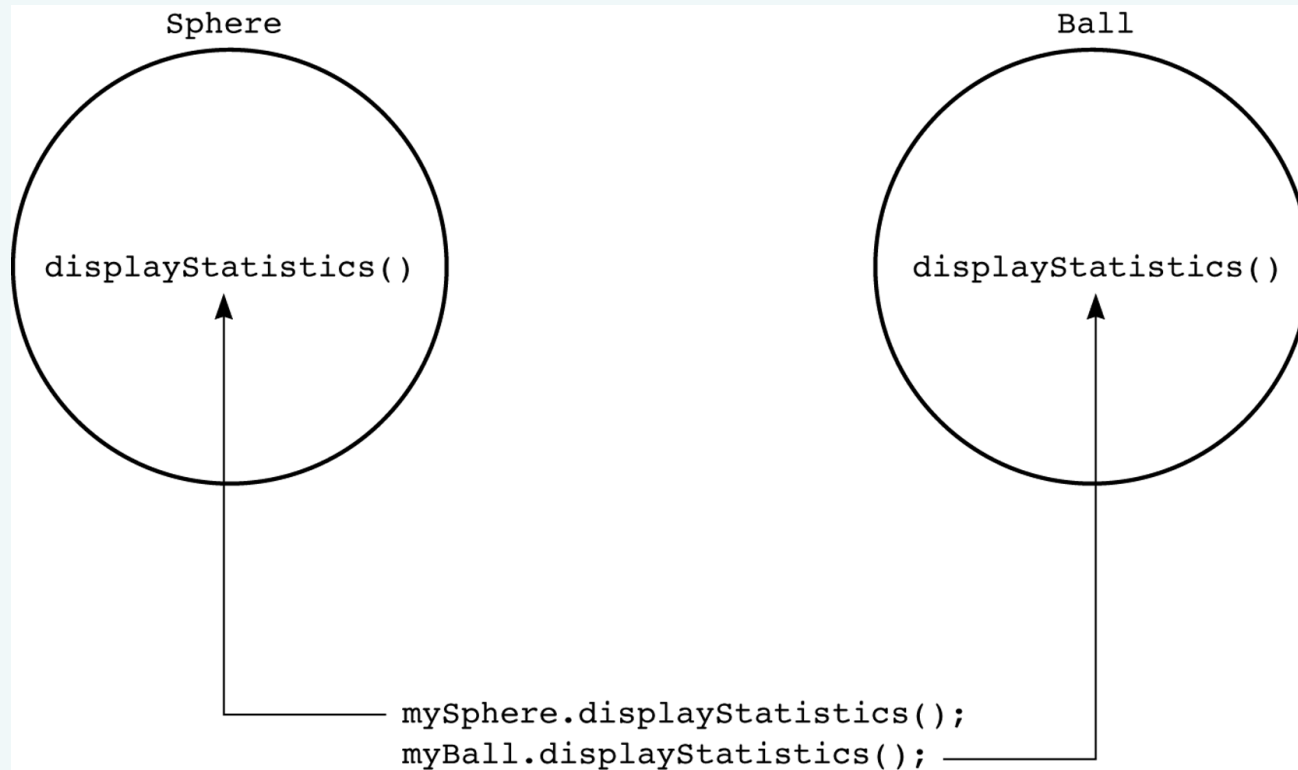 Sphere
Ball
displayStatistics()
displayStatistics()
mySphere.displayStatistics();
myBall.displayStatistics();